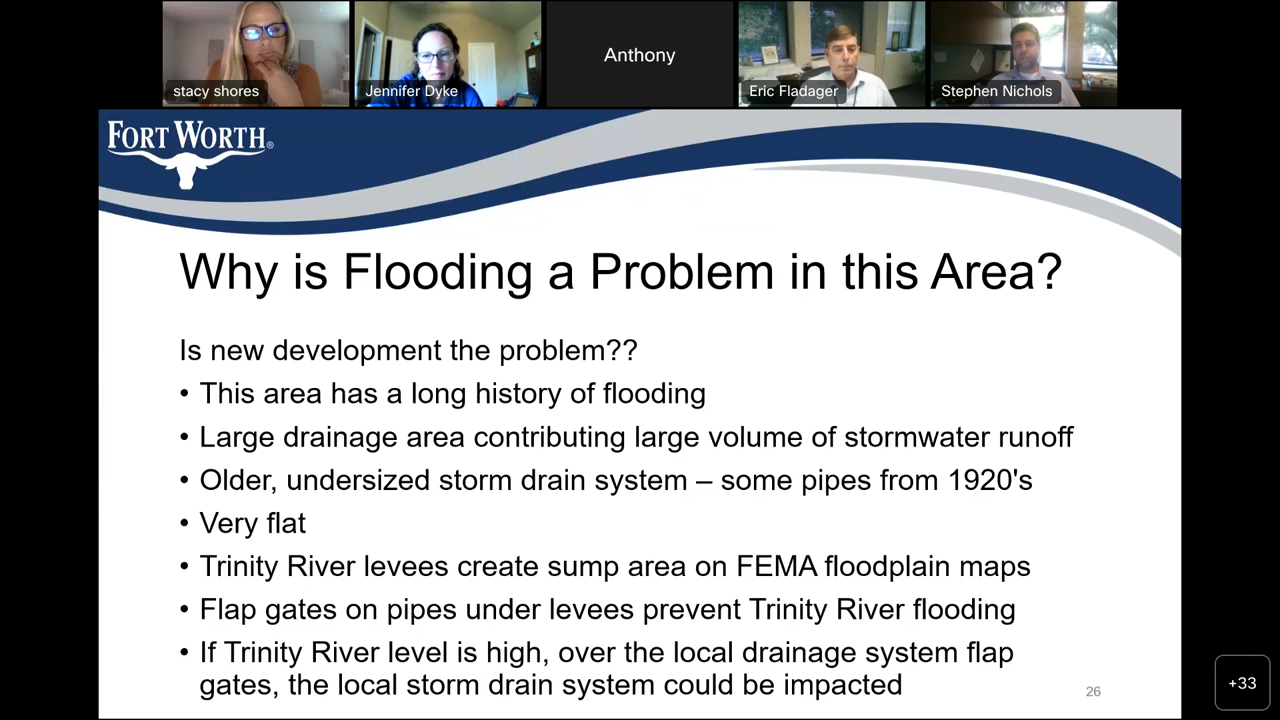 stacy shores
Jennifer Dyke
Anthony
Eric Fladager
Stephen Nichols
FORT WORTH®
Why is Flooding a Problem in this Area?
Is new development the problem??
• This area has a long history of flooding
• Large drainage area contributing large volume of stormwater runoff
• Older, undersized storm drain system – some pipes from 1920's
• Very flat
• Trinity River levees create sump area on FEMA floodplain maps
• Flap gates on pipes under levees prevent Trinity River flooding
• If Trinity River level is high, over the local drainage system flap
gates, the local storm drain system could be impacted
26
+33